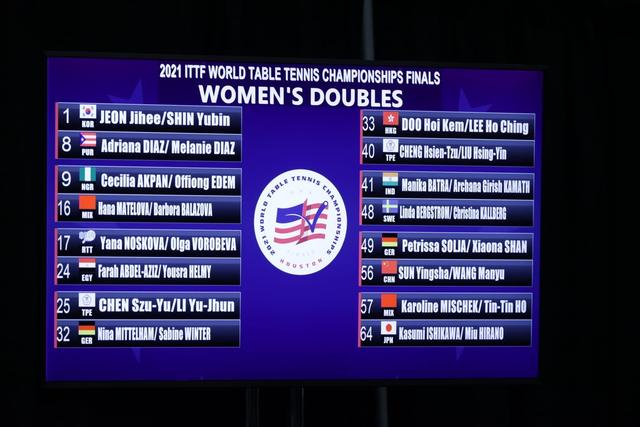 2021 ITTF WORLD TABLE TENNIS CHAMPIONSHIPS FINALS
WOMEN'S DOUBLES
1 KOR JEON Jihee/SHIN Yubin
8 PUR Adriana DIAZ/ Melanie DIAZ
9 NGR Cecilia AKPAN/ Offiong EDEM
16 MIX Hana MATELOVA/ Barbora BALAZOVA
17 RTT Yana NOSKOVA/ Olga VOROBEVA
24 EGY Farah ABDEL-AZIZ/ Yousra HELMY
25 TPE CHEN Szu-Yu/LI Yu-Jhun
32 GER Nina MITTELHAM/ Sabine WINTER
2021 WORLD TABLE TENNIS CHAMPIONSHIPS
FINALS
HOUSTON
33 HKG DOO Hoi Kem/LEE Ho Ching
40 TPE CHENG Hsien-Tzu/LIU Hsing-Yin
41 IND Manika BATRA/ Archana Girish KAMATH
48 SWE Linda BERGSTROM/ Christina KALLBERG
49 GER Petrissa SOLJA/ Xiaona SHAN
56 CHN SUN Yingsha/WANG Manyu
57 MIX Karoline MISCHEK/ Tin-Tin HO
64 JPN Kasumi ISHIKAWA/ Miu HIRANO